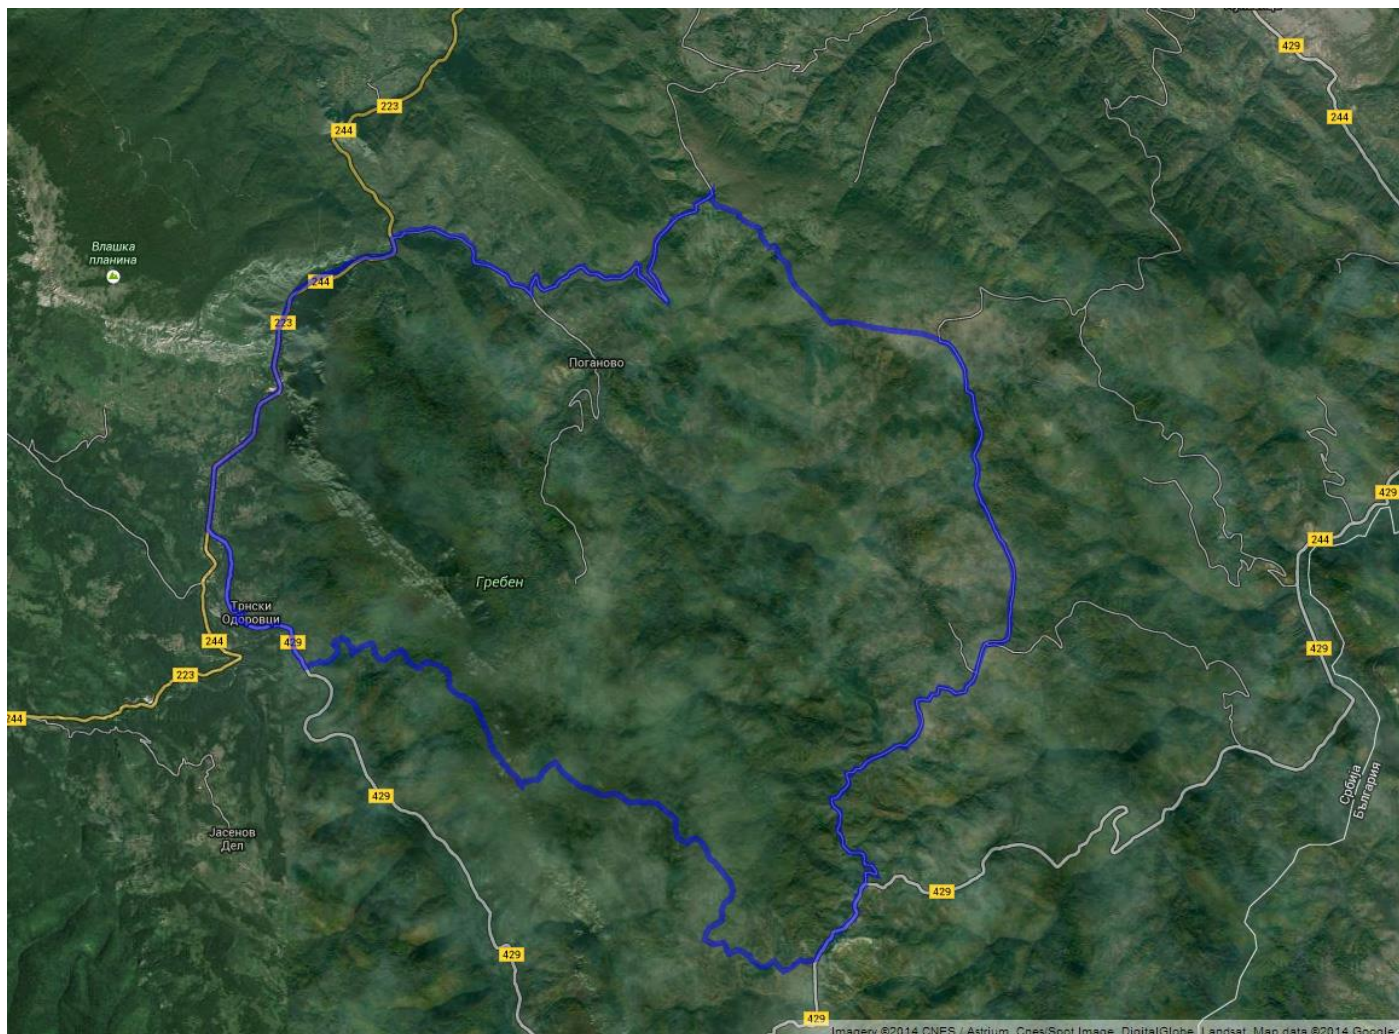 429
223
244
244
Влашка
планина
244
223
Поганово
429
244
Гребен
Трнски
Одоровци
244
429
429
223
244
429
Србија
България
Јасенов
Дел
429
429
429
Imagery ©2014 CNES / Astrium, Cnes/Spot Image, DigitalGlobe, Landsat, Map data ©2014 Google